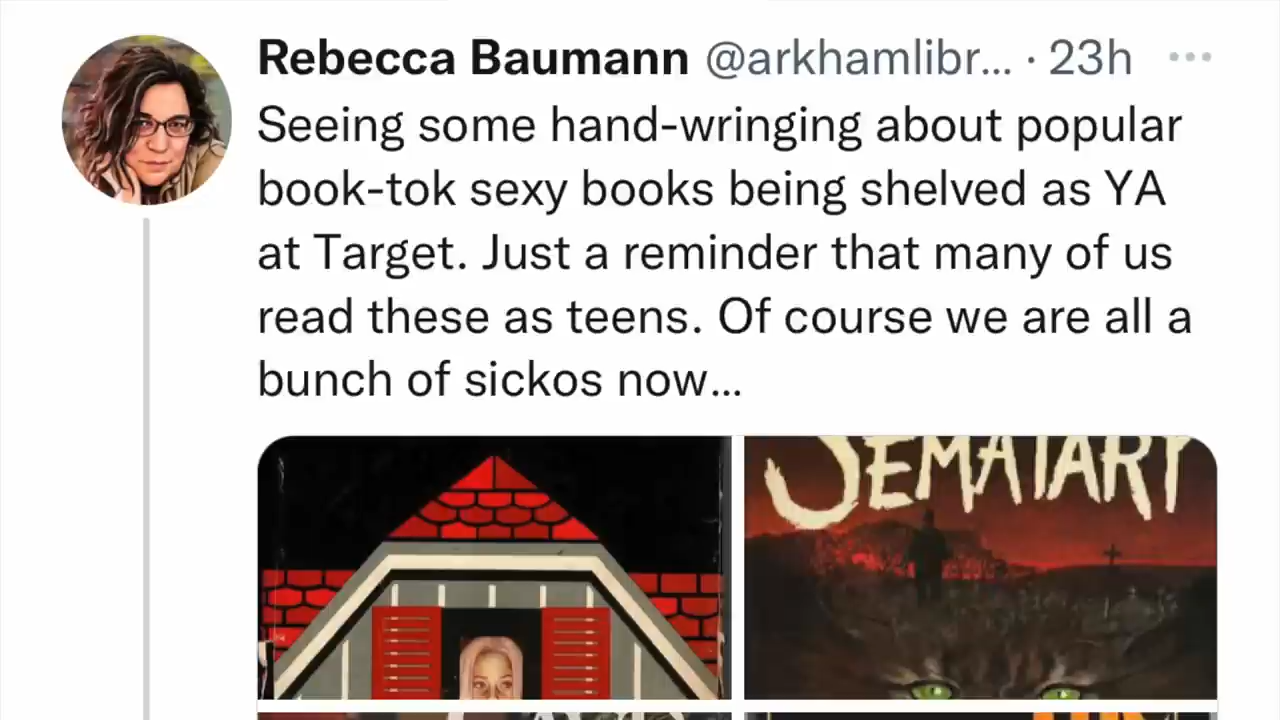 Rebecca Baumann @arkhamlibr... · 23h
Seeing some hand-wringing about popular
book-tok sexy books being shelved as YA
at Target. Just a reminder that many of us
read these as teens. Of course we are all a
bunch of sickos now...
SEMATARY